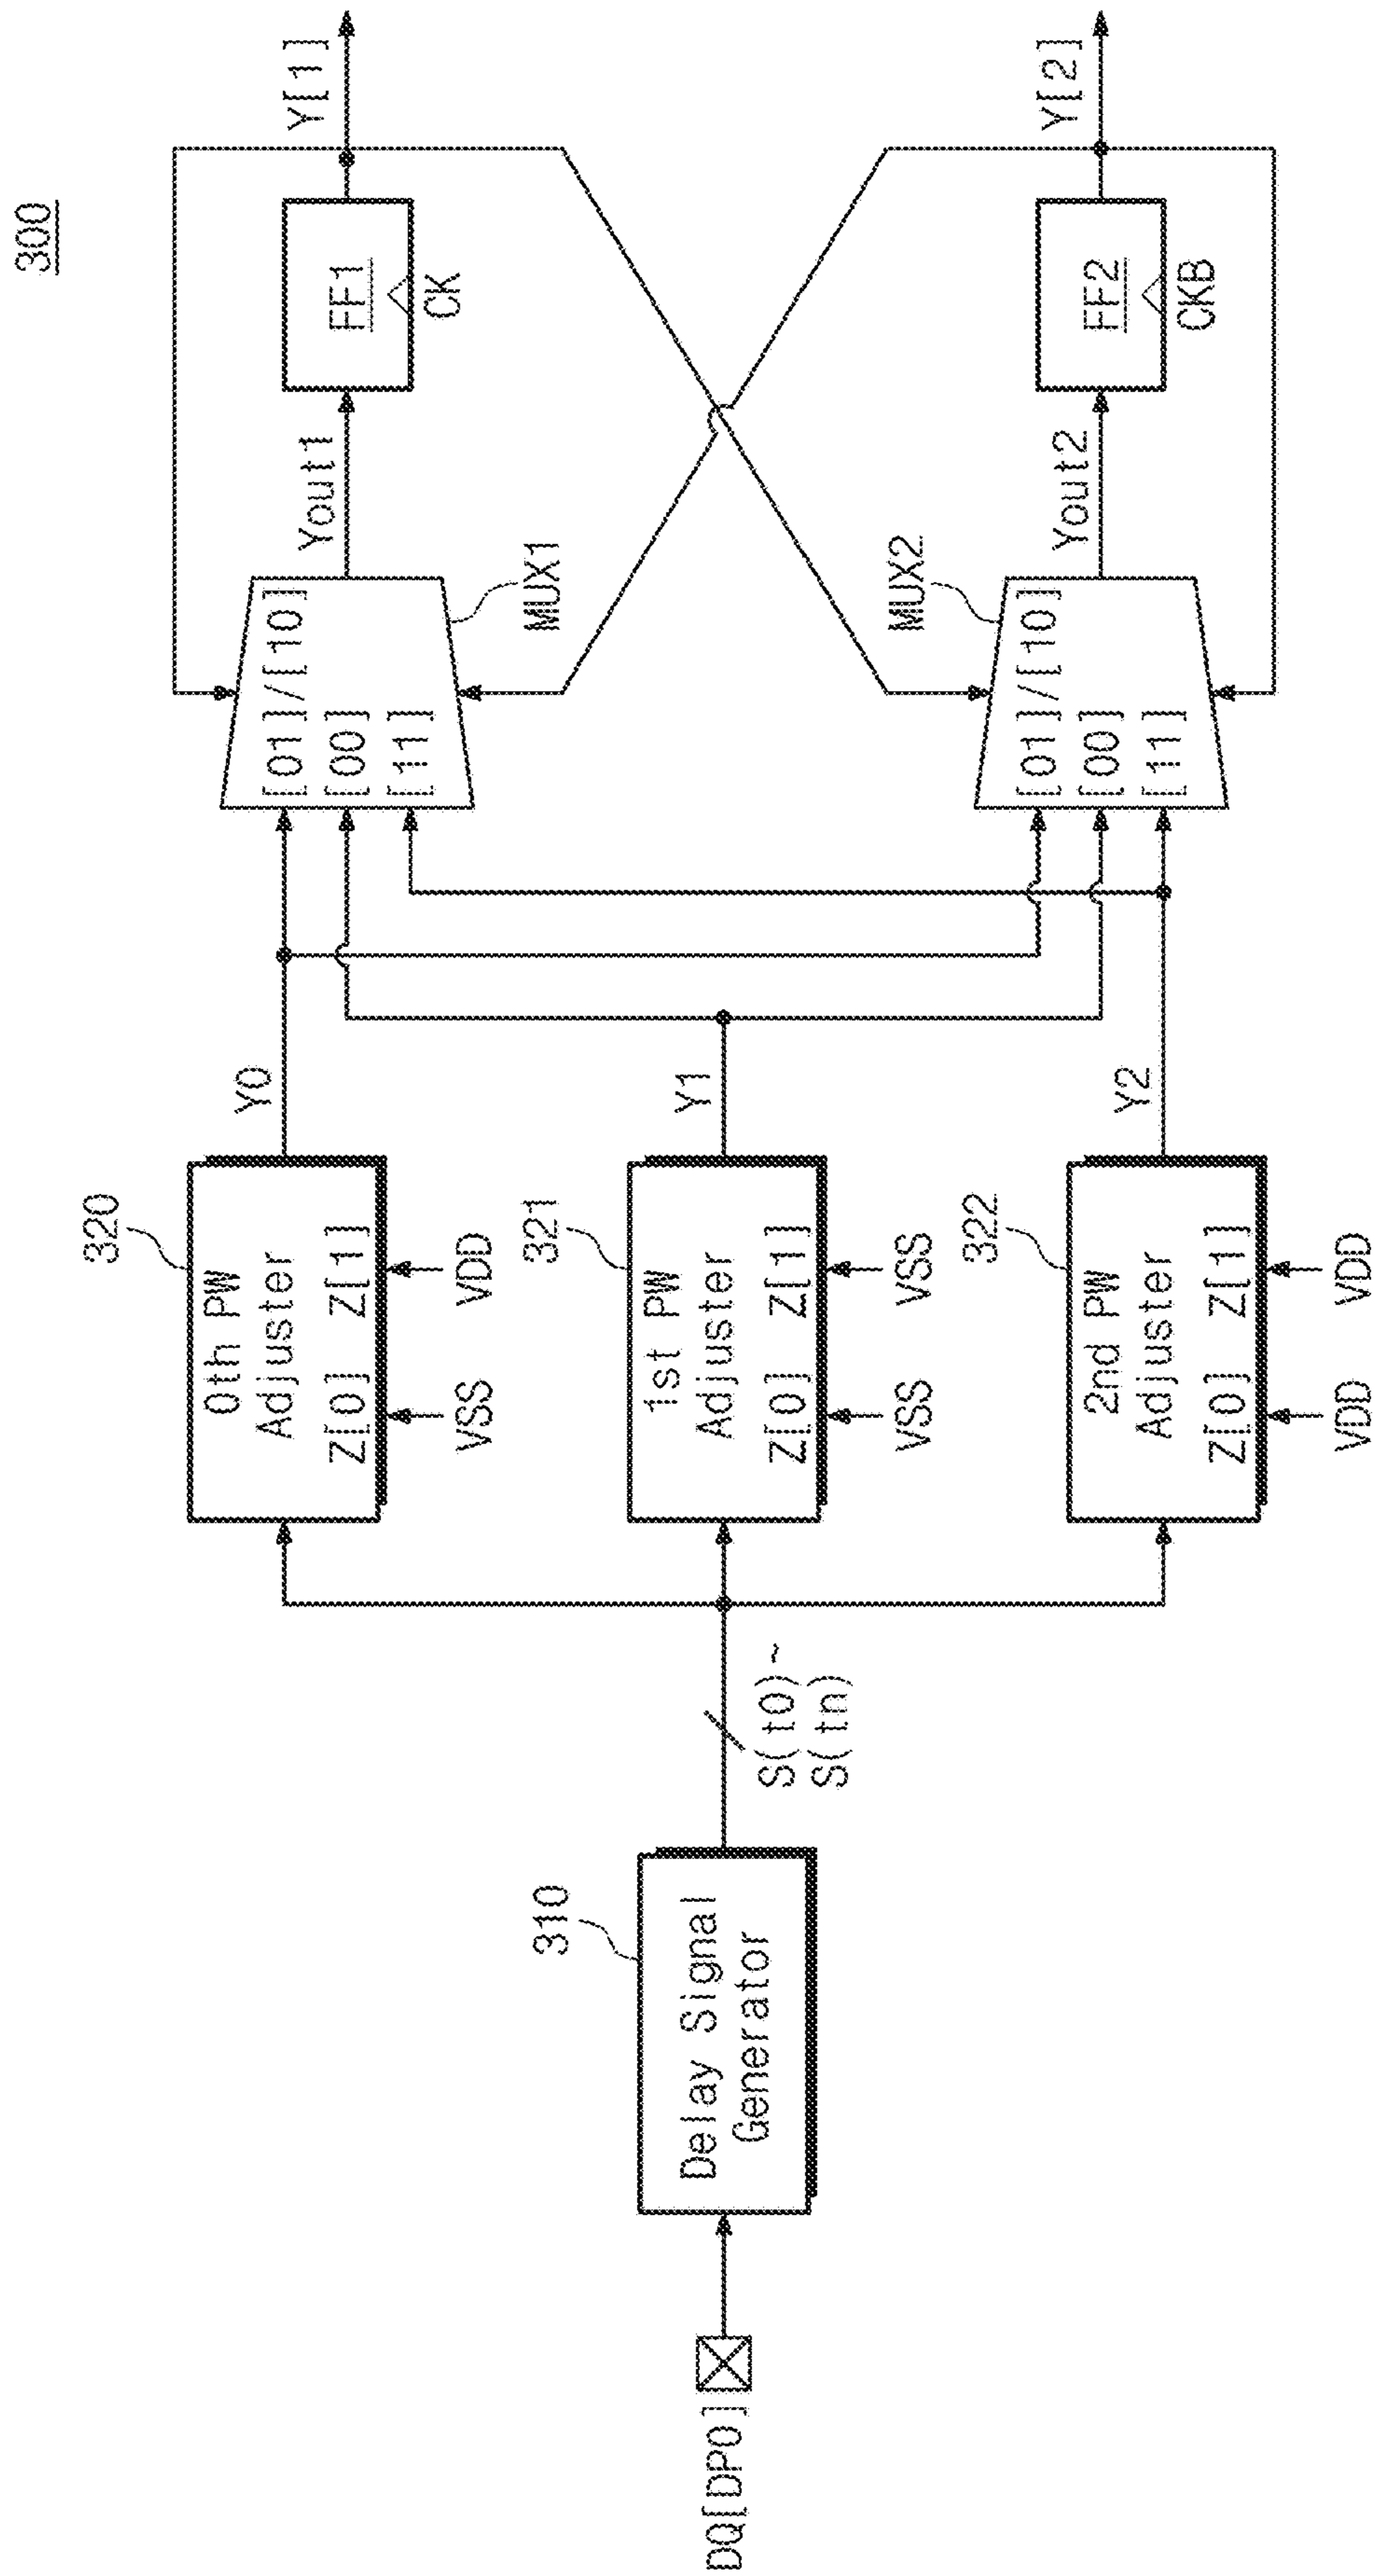 300
DQ[DP0]
310
Delay Signal
Generator
S(t0)~
S(tn)
320
0th PW
Adjuster
Z[0] Z[1]
VSS VDD
Y0
321
1st PW
Adjuster
Z[0] Z[1]
VSS VSS
Y1
322
2nd PW
Adjuster
Z[0] Z[1]
VDD VDD
Y2
[01]/[10]
[00]
[11]
MUX1
Yout1
FF1
CK
Y[1]
[01]/[10]
[00]
[11]
MUX2
Yout2
FF2
CKB
Y[2]